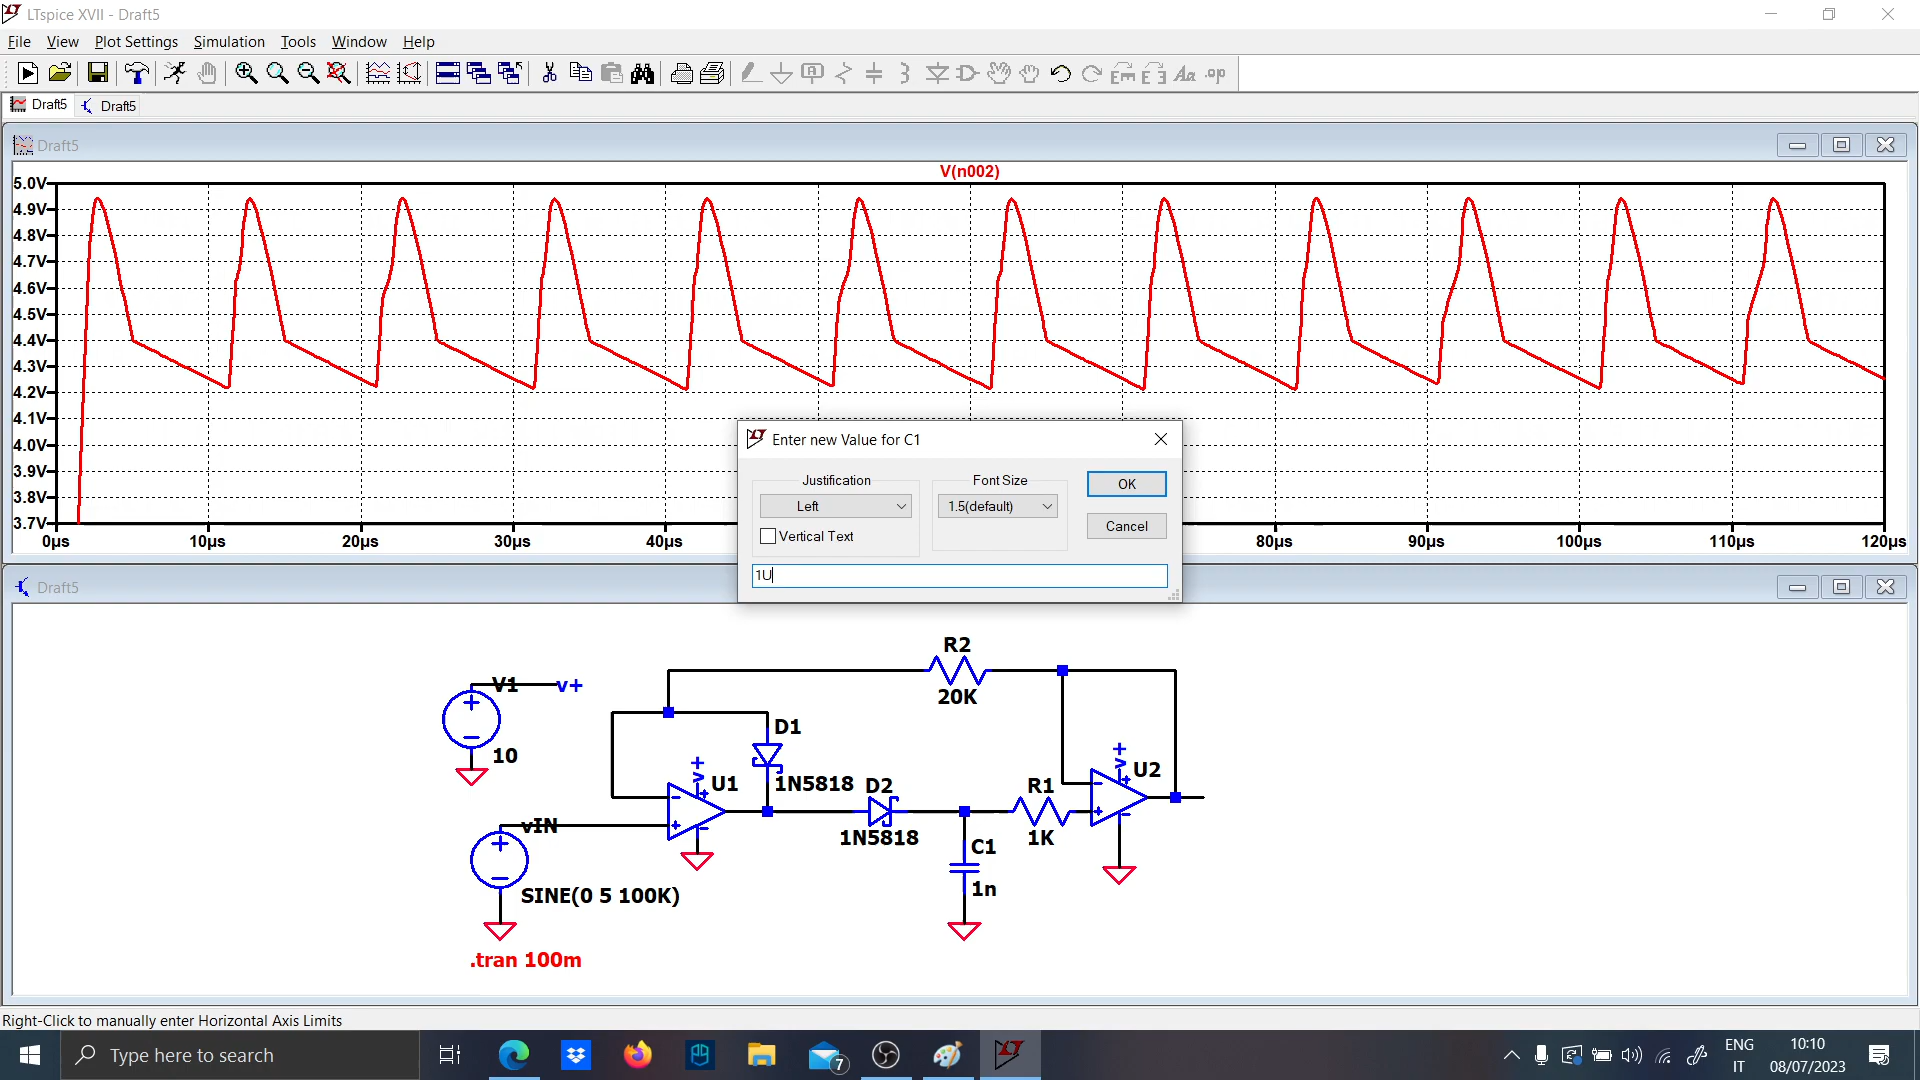 LTspice XVII - Draft5
File View Plot Settings Simulation Tools Window Help
Draft5 Draft5
Draft5
V(n002)
5.0V
4.9V
4.8V
4.7V
4.6V
4.5V
4.4V
4.3V
4.2V
4.1V
4.0V
3.9V
3.8V
3.7V
0µs 10µs 20µs 30µs 40µs 80µs 90µs 100µs 110µs 120µs
Enter new Value for C1
Justification Font Size
Left 1.5(default) OK
Vertical Text Cancel
1U
Draft5
R2
20K
V1 v+
10
D1
1N5818
v+ U1
D2
1N5818
R1
1K
v+ U2
vIN
C1
1n
SINE(0 5 100K)
.tran 100m
Right-Click to manually enter Horizontal Axis Limits
Type here to search
7
ENG
IT
10:10
08/07/2023